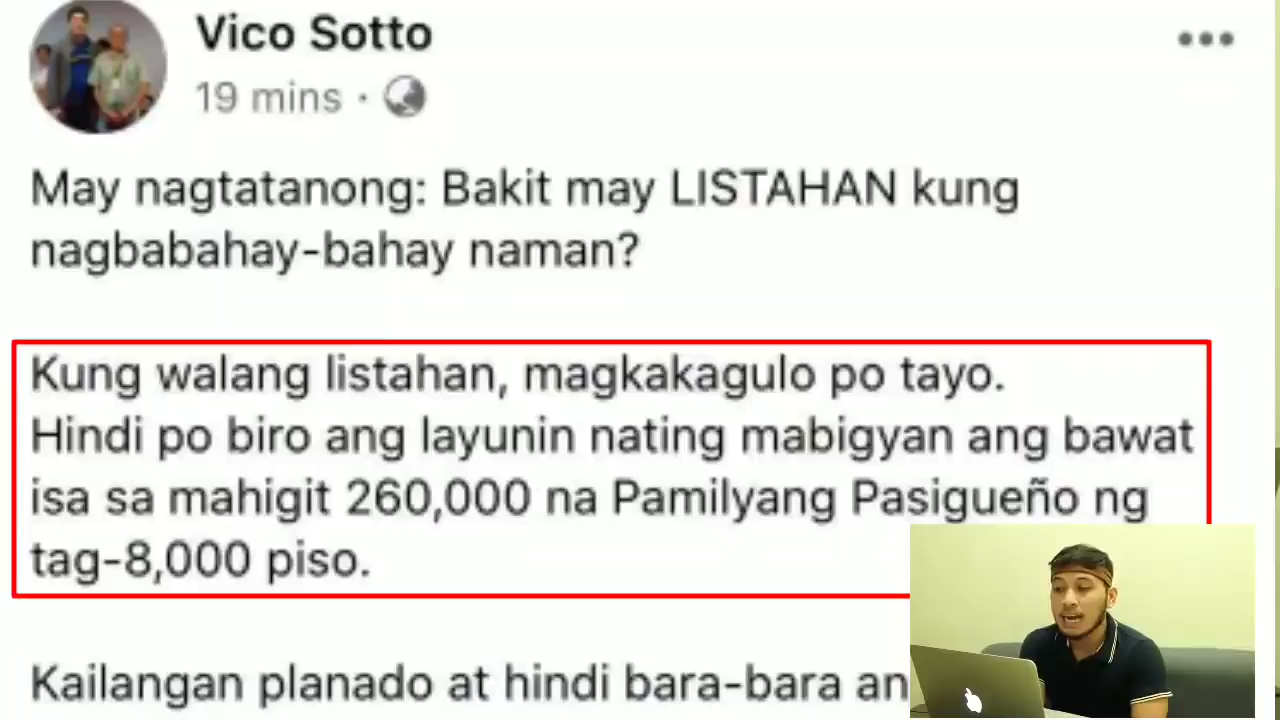 Vico Sotto
19 mins ·
May nagtatanong: Bakit may LISTAHAN kung
nagbabahay-bahay naman?
Kung walang listahan, magkakagulo po tayo.
Hindi po biro ang layunin nating mabigyan ang bawat
isa sa mahigit 260,000 na Pamilyang Pasigueño ng
tag-8,000 piso.
Kailangan planado at hindi bara-bara an